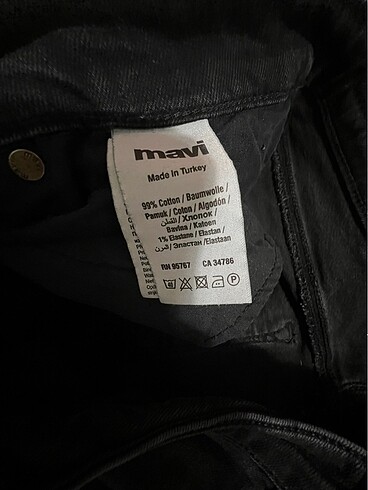 mavi
Made in Turkey
99% Cotton / Baumwolle /
Pamuk / Coton / Algodón /
القطن / Хлопок /
Bavlna / Katoen
1% Elastane / Elastan /
/ Эластан /Elastaan
RN 95767 CA 34786
P